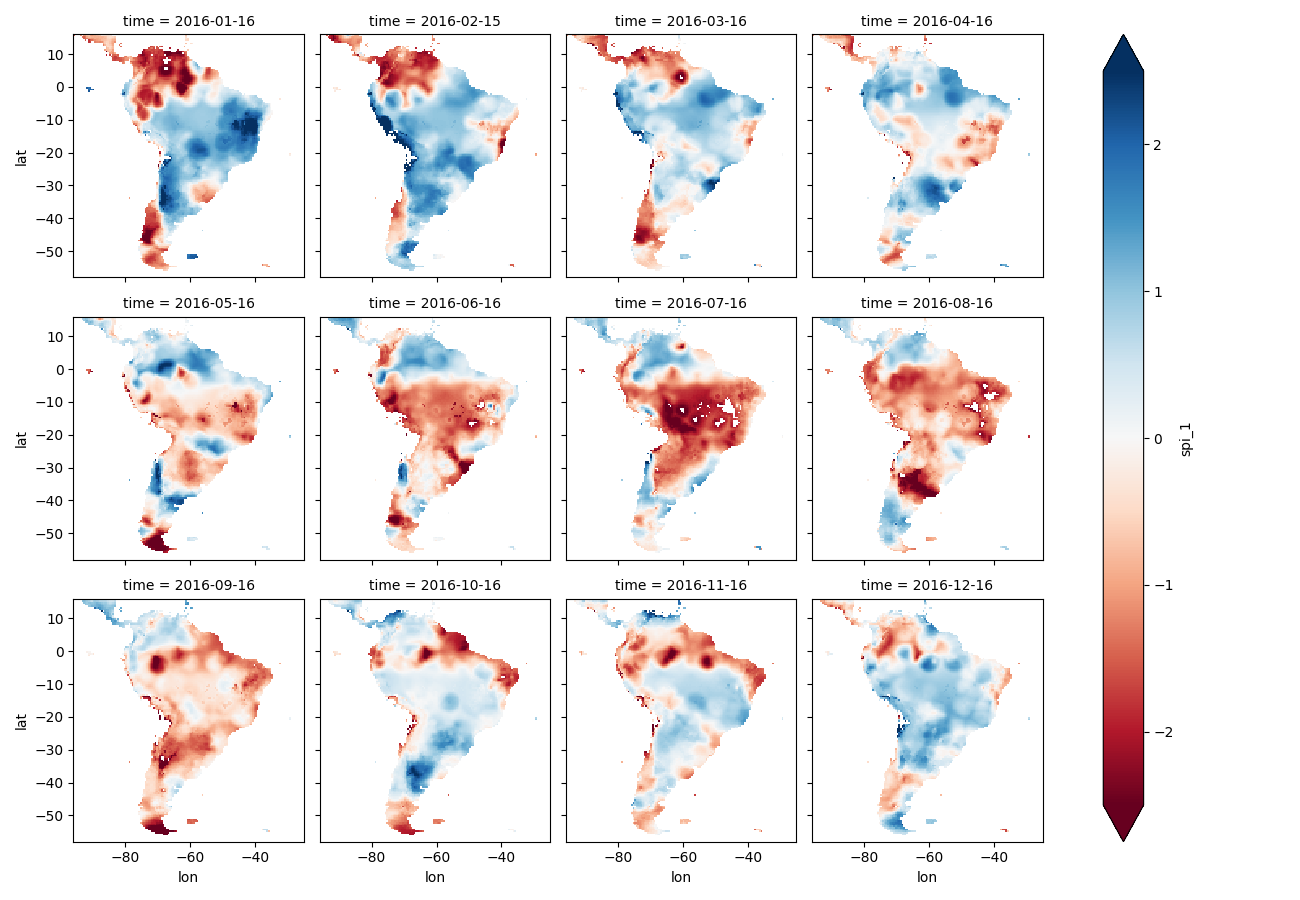 time = 2016-01-16
time = 2016-02-15
time = 2016-03-16
time = 2016-04-16
10
0
−10
−20
−30
−40
−50
lat
time = 2016-05-16
time = 2016-06-16
time = 2016-07-16
time = 2016-08-16
10
0
−10
−20
−30
−40
−50
lat
time = 2016-09-16
time = 2016-10-16
time = 2016-11-16
time = 2016-12-16
10
0
−10
−20
−30
−40
−50
lat
−80
−60
−40
lon
−80
−60
−40
lon
−80
−60
−40
lon
−80
−60
−40
lon
2
1
0
−1
−2
spi_1